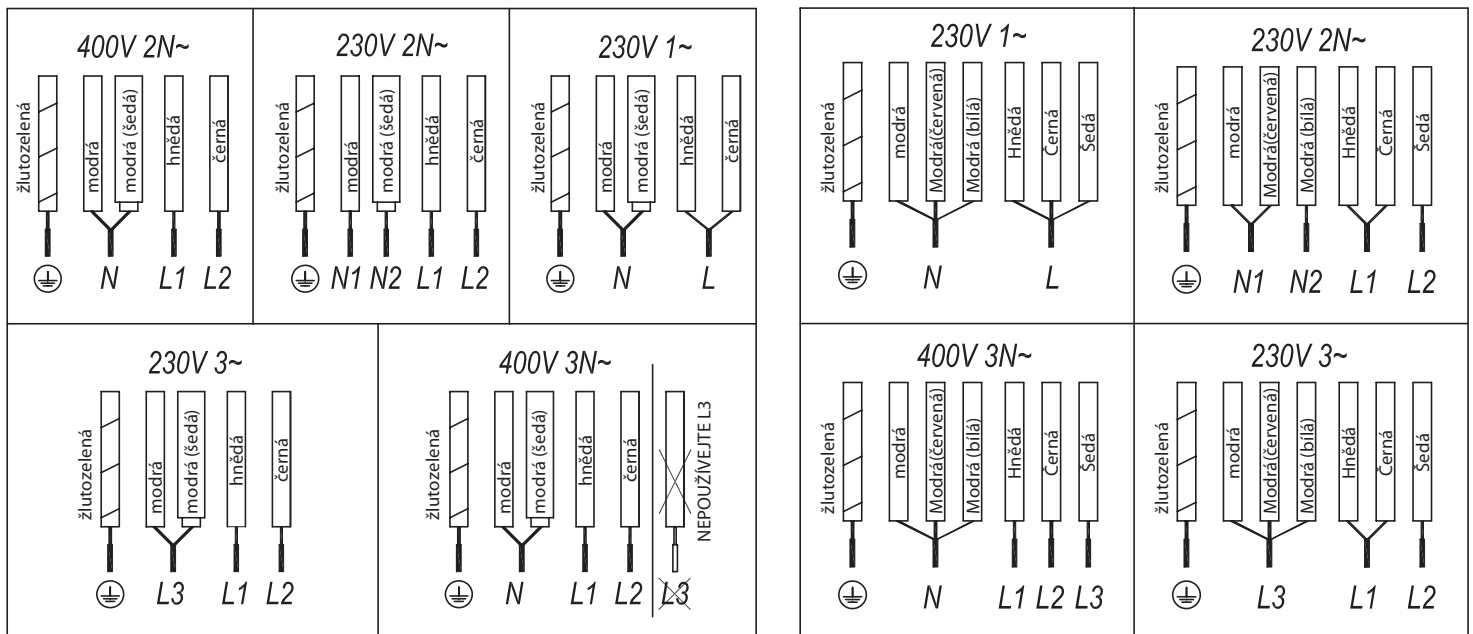 400V 2N~
žlutozelená
modrá
modrá (šedá)
hnědá
černá
N L1 L2
230V 2N~
žlutozelená
modrá
modrá (šedá)
hnědá
černá
N1 N2 L1 L2
230V 1~
žlutozelená
modrá
modrá (šedá)
hnědá
černá
N L
230V 3~
žlutozelená
modrá
modrá (šedá)
hnědá
černá
L3 L1 L2
400V 3N~
žlutozelená
modrá
modrá (šedá)
hnědá
černá
NEPOUŽÍVEJTE L3
N L1 L2 L3
230V 1~
žlutozelená
modrá
Modrá(červená)
Modrá (bílá)
Hnědá
Černá
Šedá
N L
230V 2N~
žlutozelená
modrá
Modrá(červená)
Modrá (bílá)
Hnědá
Černá
Šedá
N1 N2 L1 L2
400V 3N~
žlutozelená
modrá
Modrá(červená)
Modrá (bílá)
Hnědá
Černá
Šedá
N L1 L2 L3
230V 3~
žlutozelená
modrá
Modrá(červená)
Modrá (bílá)
Hnědá
Černá
Šedá
L3 L1 L2